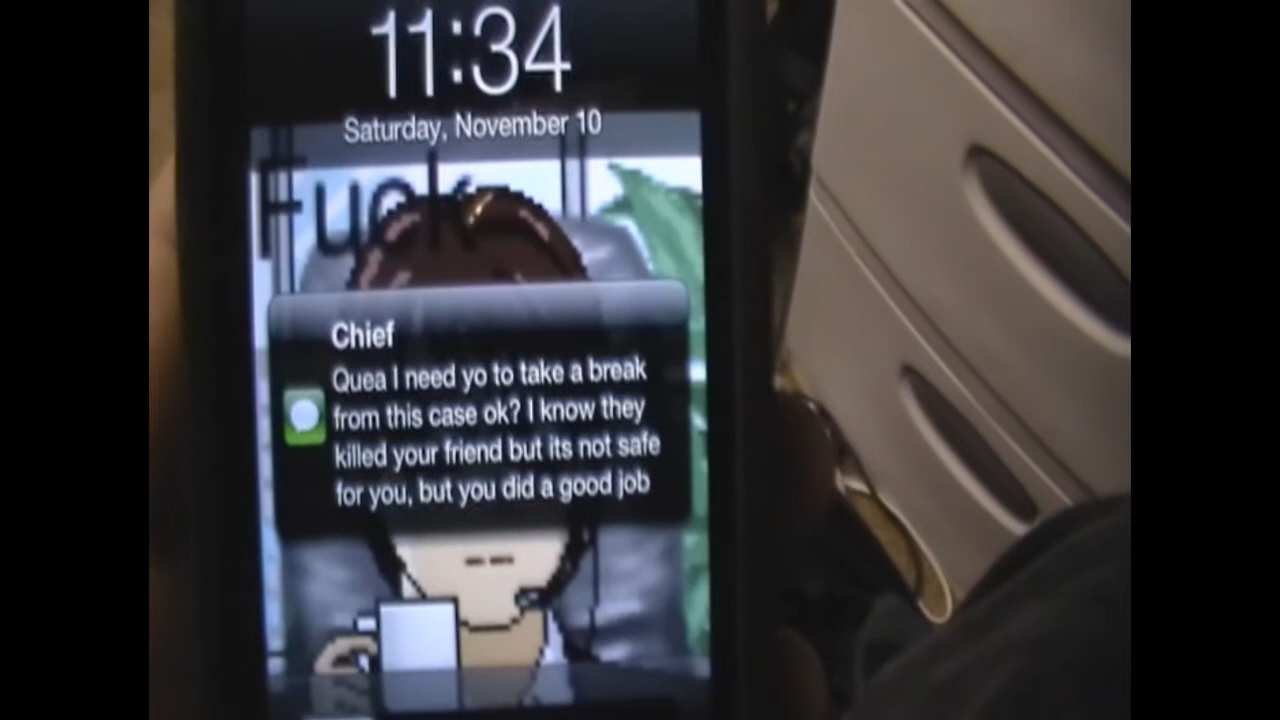 11:34
Saturday, November 10
Fuck
Chief
Quea I need yo to take a break
from this case ok? I know they
killed your friend but its not safe
for you, but you did a good job